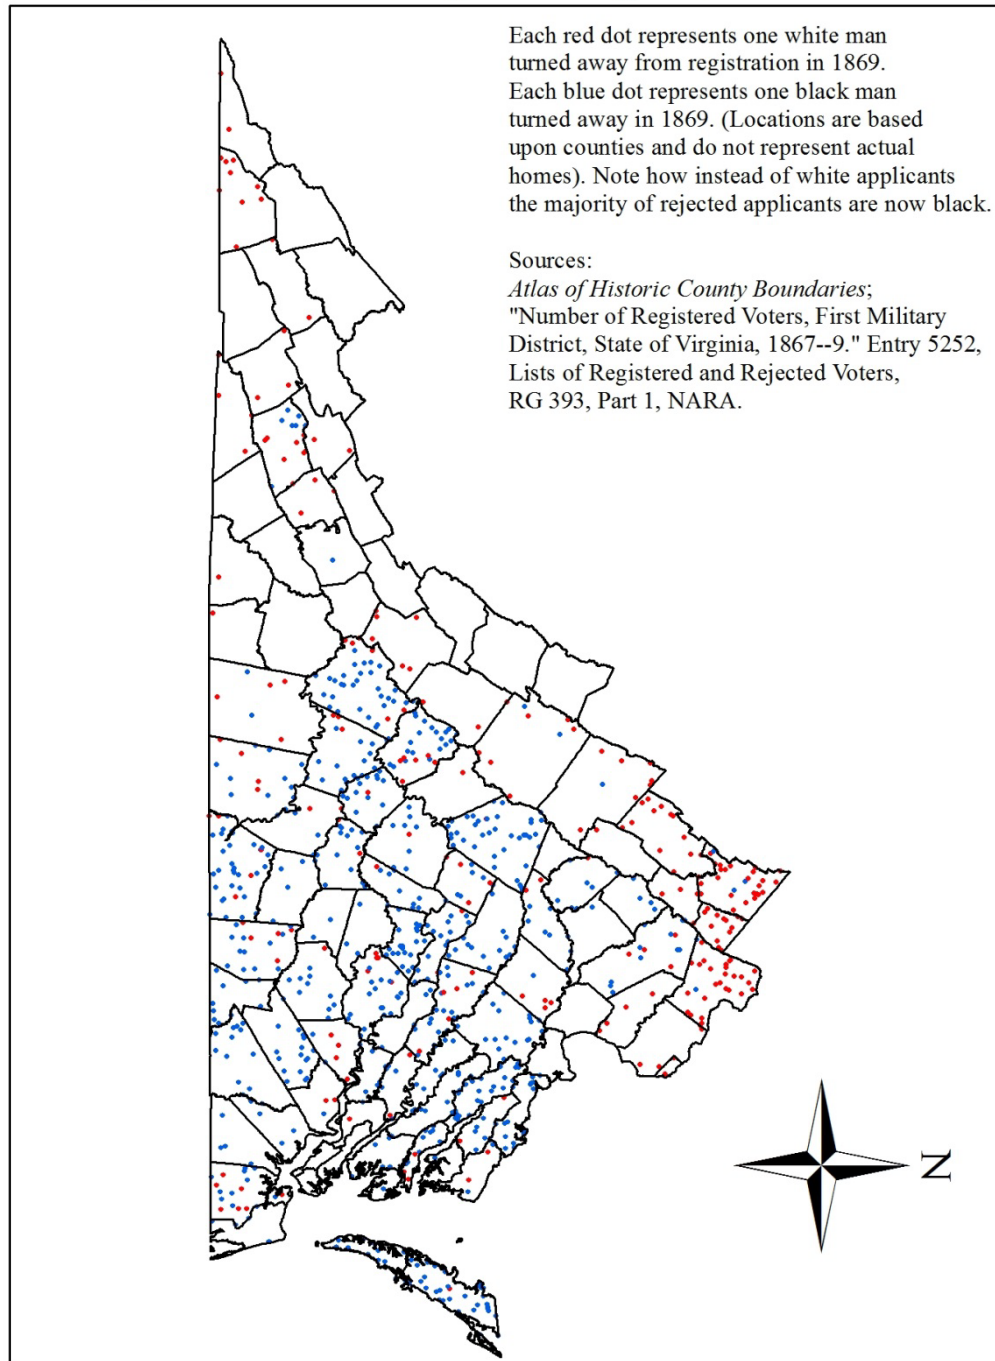 Each red dot represents one white man
turned away from registration in 1869.
Each blue dot represents one black man
turned away in 1869. (Locations are based
upon counties and do not represent actual
homes). Note how instead of white applicants
the majority of rejected applicants are now black.
Sources:
Atlas of Historic County Boundaries;
"Number of Registered Voters, First Military
District, State of Virginia, 1867--9." Entry 5252,
Lists of Registered and Rejected Voters,
RG 393, Part 1, NARA.
N